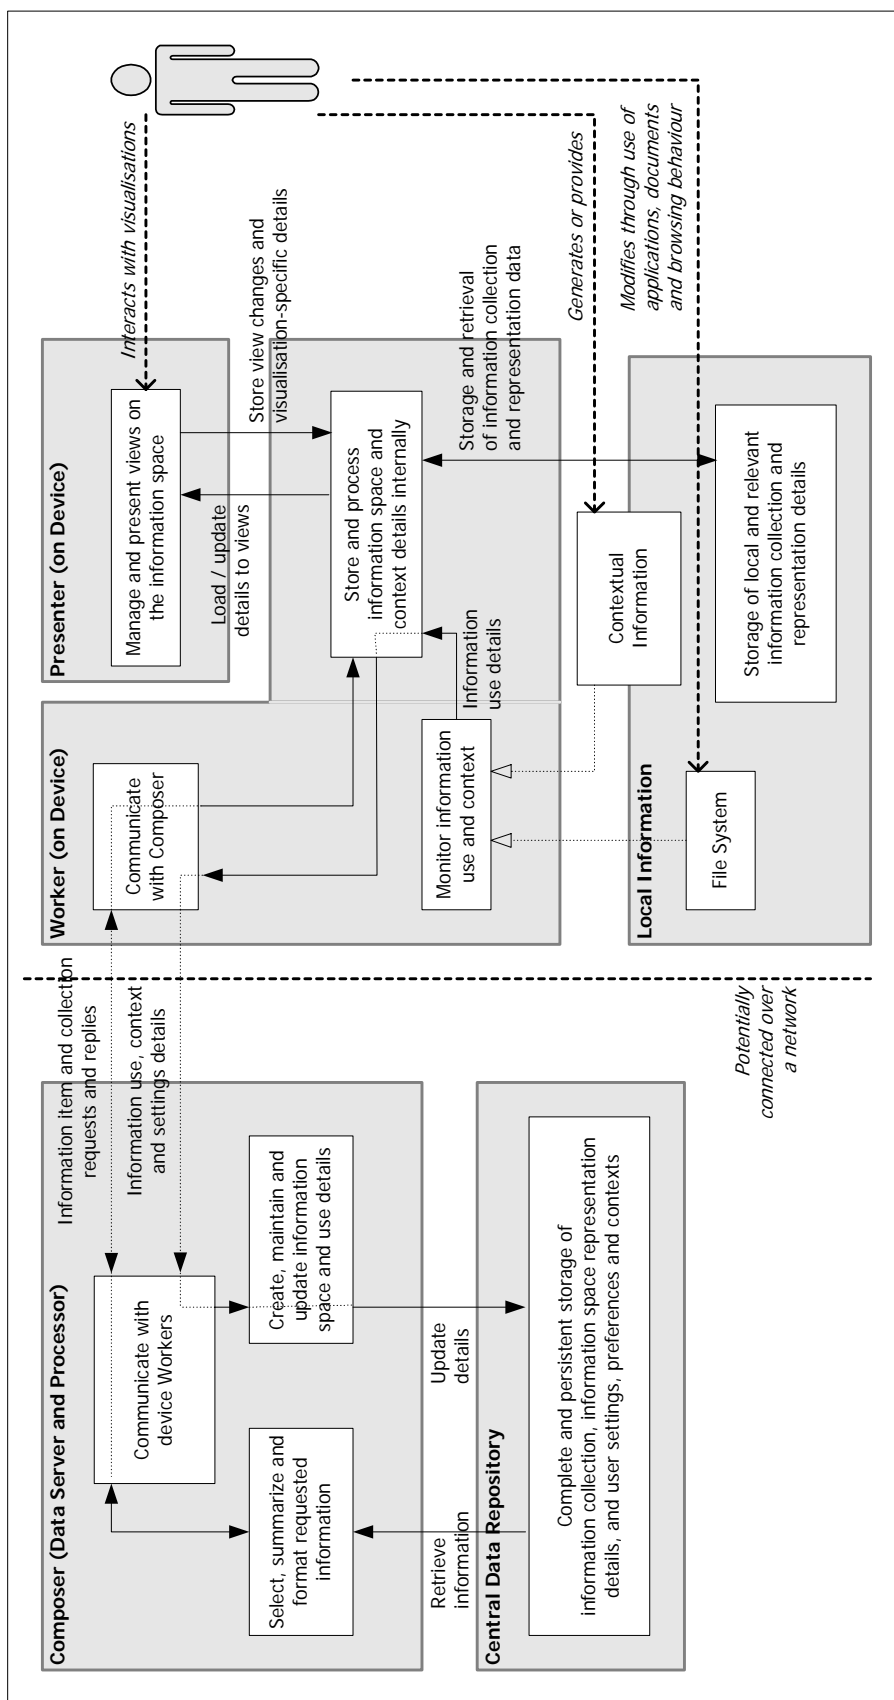 Composer (Data Server and Processor)
Communicate with
device Workers
Select, summarize and
format requested
information
Create, maintain and
update information
space and use details
Retrieve
information
Update
details
Central Data Repository
Complete and persistent storage of
information collection, information space representation
details, and user settings, preferences and contexts
Information item and collection
requests and replies
Information use, context
and settings details
Potentially
connected over
a network
Worker (on Device)
Communicate
with Composer
Monitor information
use and context
Information
use details
Store and process
information space and
context details internally
Presenter (on Device)
Manage and present views on
the information space
Load / update
details to views
Store view changes and
visualisation-specific details
Interacts with visualisations
Storage and retrieval
of information collection
and representation data
Generates or provides
Modifies through use of
applications, documents
and browsing behaviour
Local Information
File System
Contextual
Information
Storage of local and relevant
information collection and
representation details